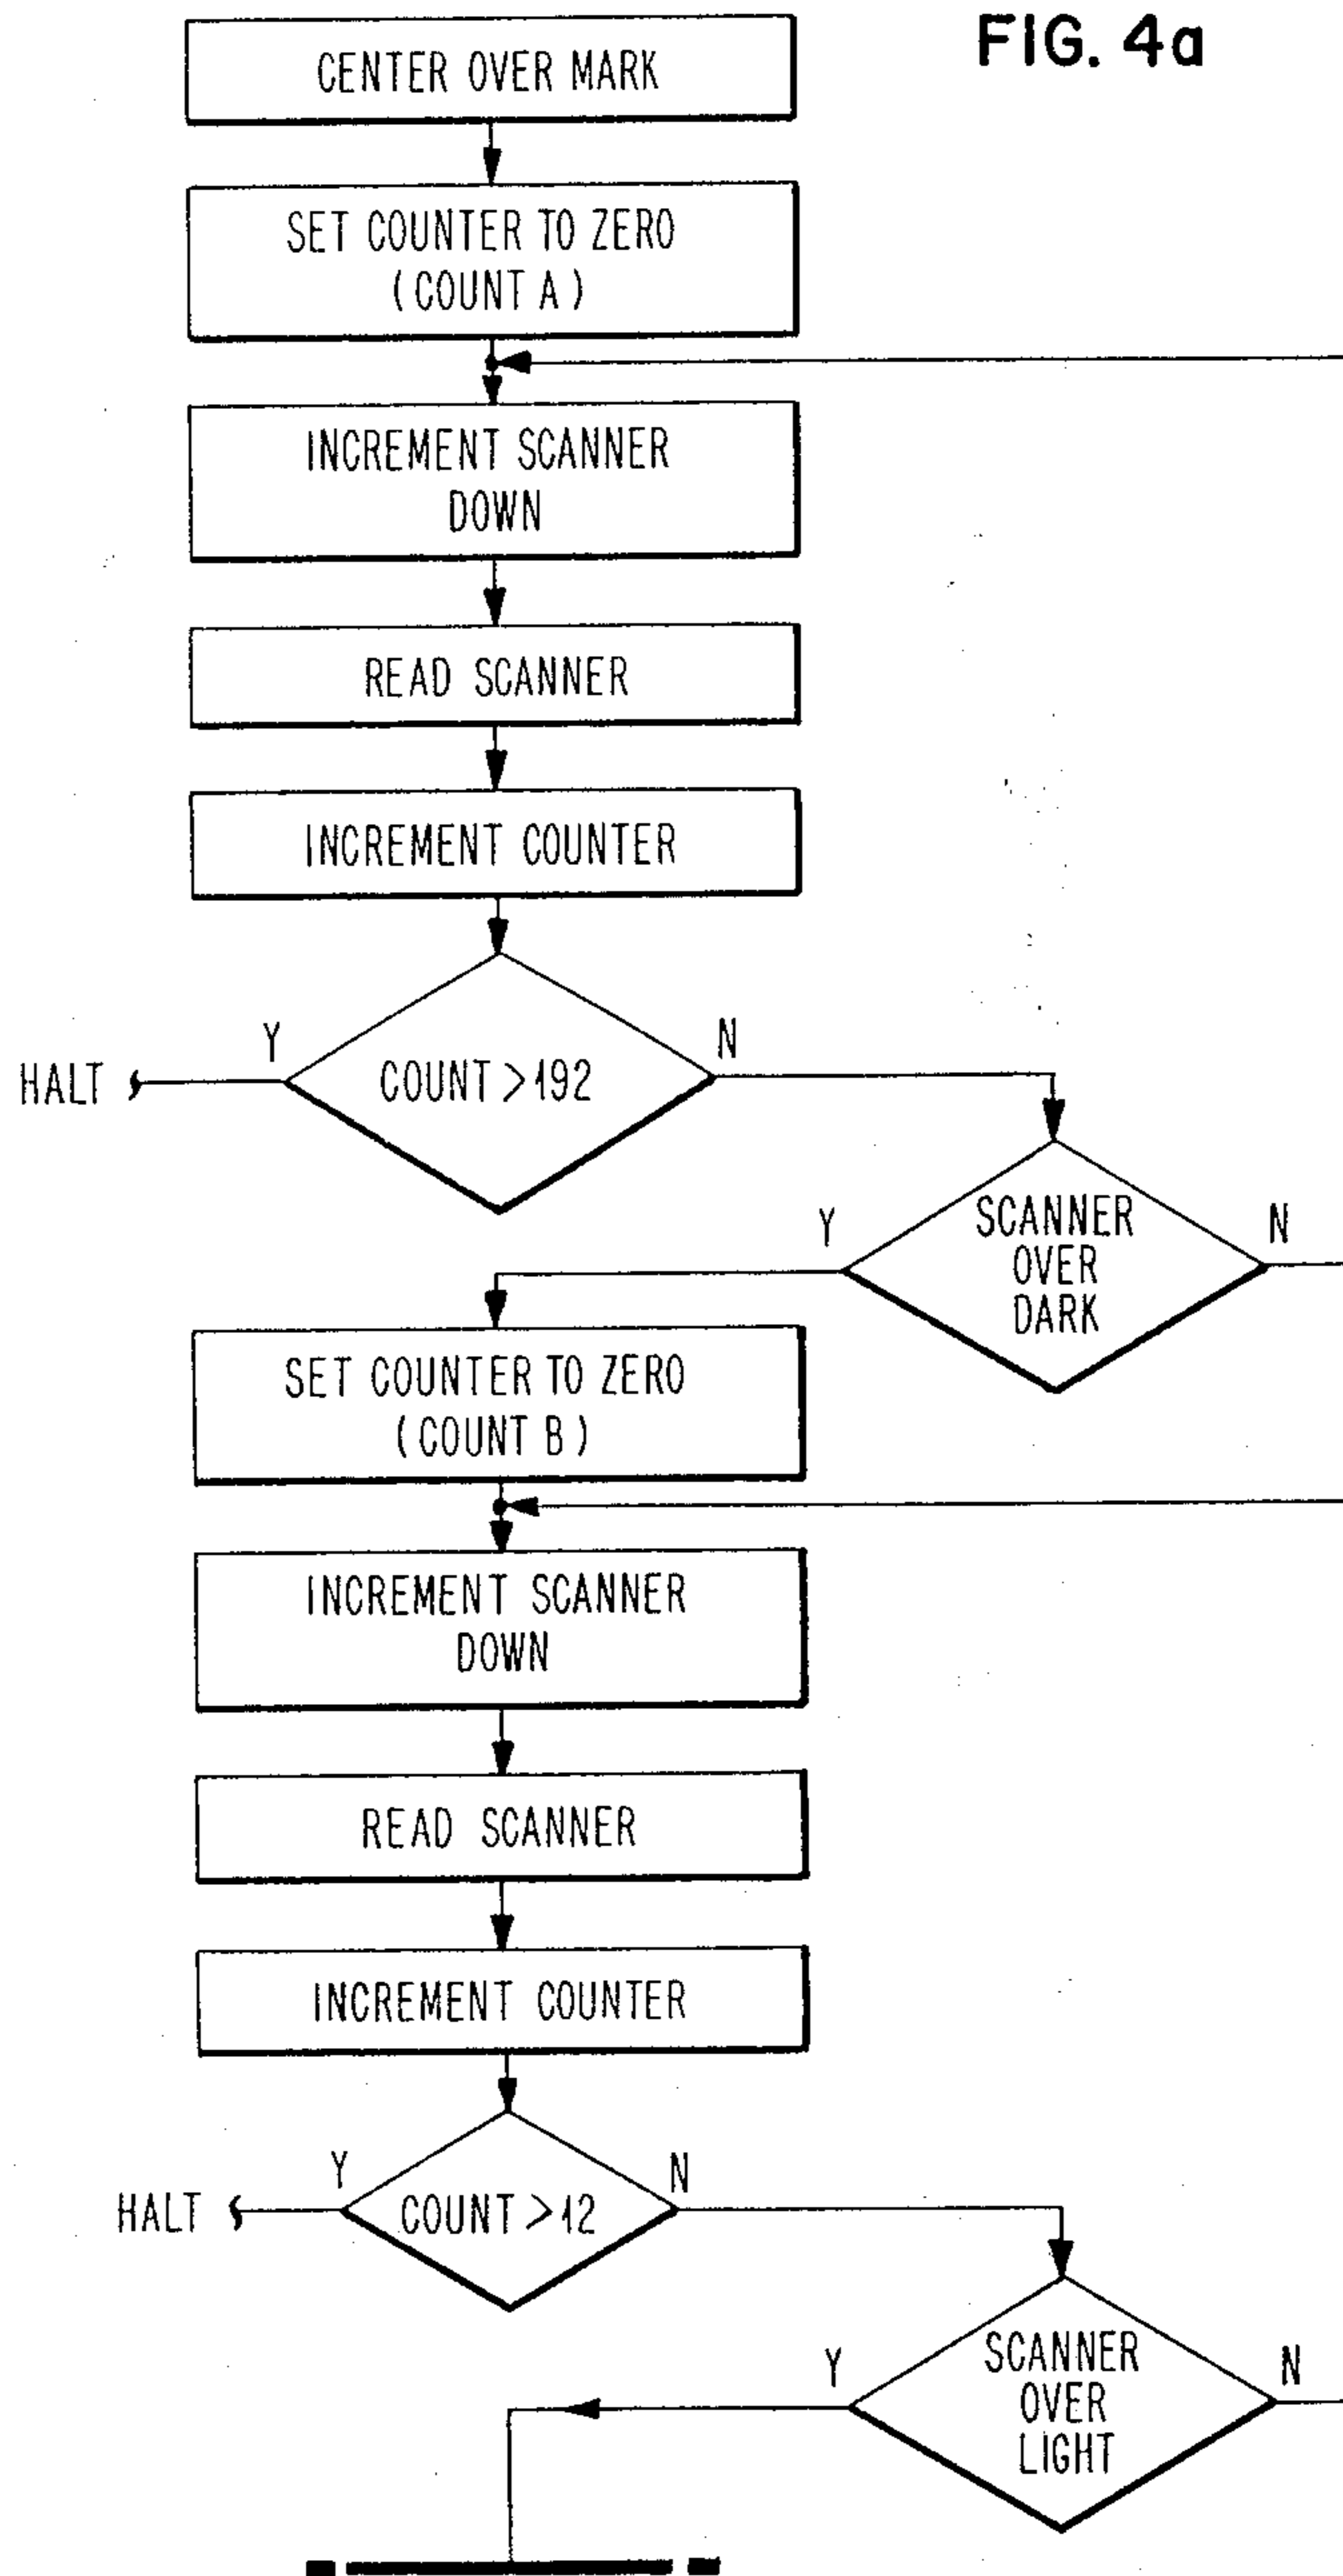 FIG. 4a
CENTER OVER MARK
SET COUNTER TO ZERO
(COUNT A)
INCREMENT SCANNER
DOWN
READ SCANNER
INCREMENT COUNTER
Y
N
HALT
COUNT >192
Y
SCANNER
OVER
DARK
N
SET COUNTER TO ZERO
(COUNT B)
INCREMENT SCANNER
DOWN
READ SCANNER
INCREMENT COUNTER
Y
N
HALT
COUNT >12
Y
SCANNER
OVER
LIGHT
N